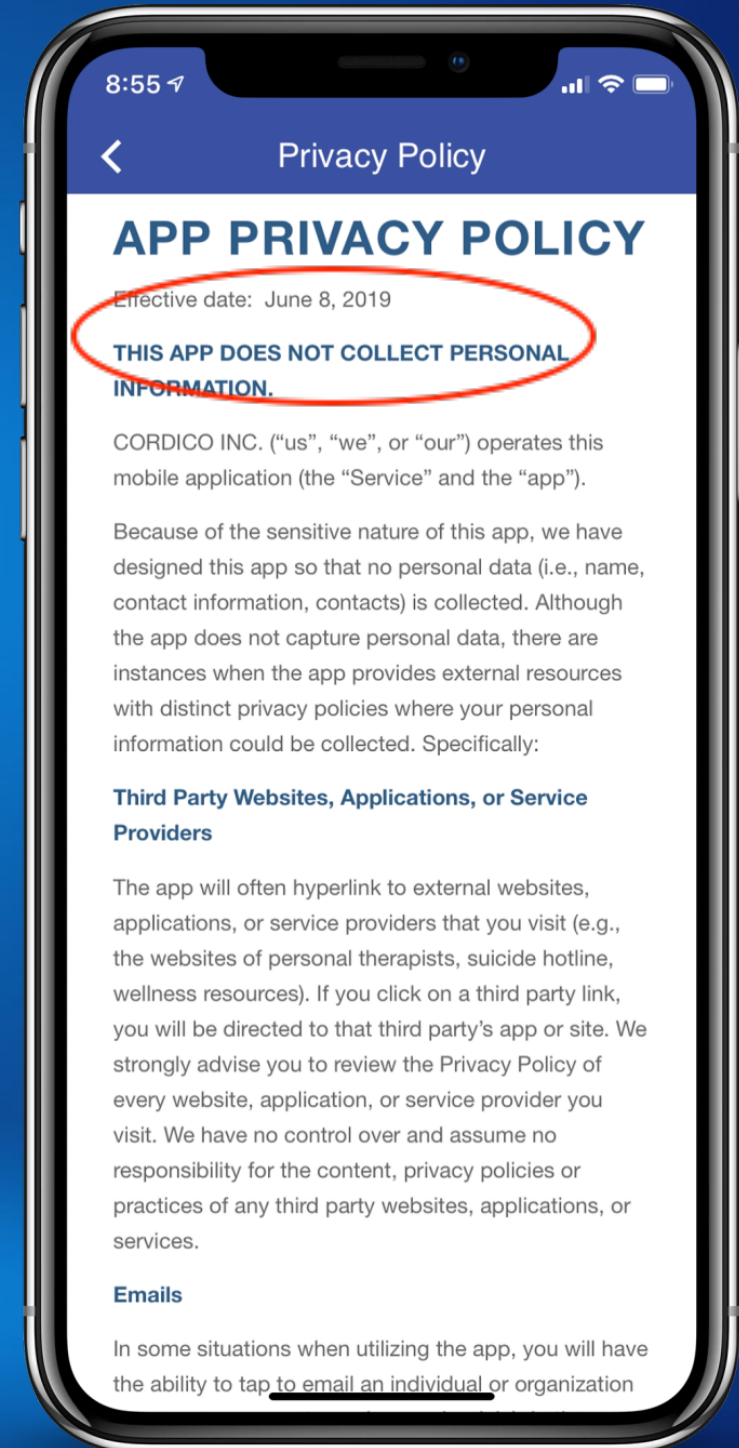 8:55
Privacy Policy
APP PRIVACY POLICY
Effective date: June 8, 2019
THIS APP DOES NOT COLLECT PERSONAL
INFORMATION.
CORDICO INC. (“us”, “we”, or “our”) operates this
mobile application (the “Service” and the “app”).
Because of the sensitive nature of this app, we have
designed this app so that no personal data (i.e., name,
contact information, contacts) is collected. Although
the app does not capture personal data, there are
instances when the app provides external resources
with distinct privacy policies where your personal
information could be collected. Specifically:
Third Party Websites, Applications, or Service
Providers
The app will often hyperlink to external websites,
applications, or service providers that you visit (e.g.,
the websites of personal therapists, suicide hotline,
wellness resources). If you click on a third party link,
you will be directed to that third party’s app or site. We
strongly advise you to review the Privacy Policy of
every website, application, or service provider you
visit. We have no control over and assume no
responsibility for the content, privacy policies or
practices of any third party websites, applications, or
services.
Emails
In some situations when utilizing the app, you will have
the ability to tap to email an individual or organization